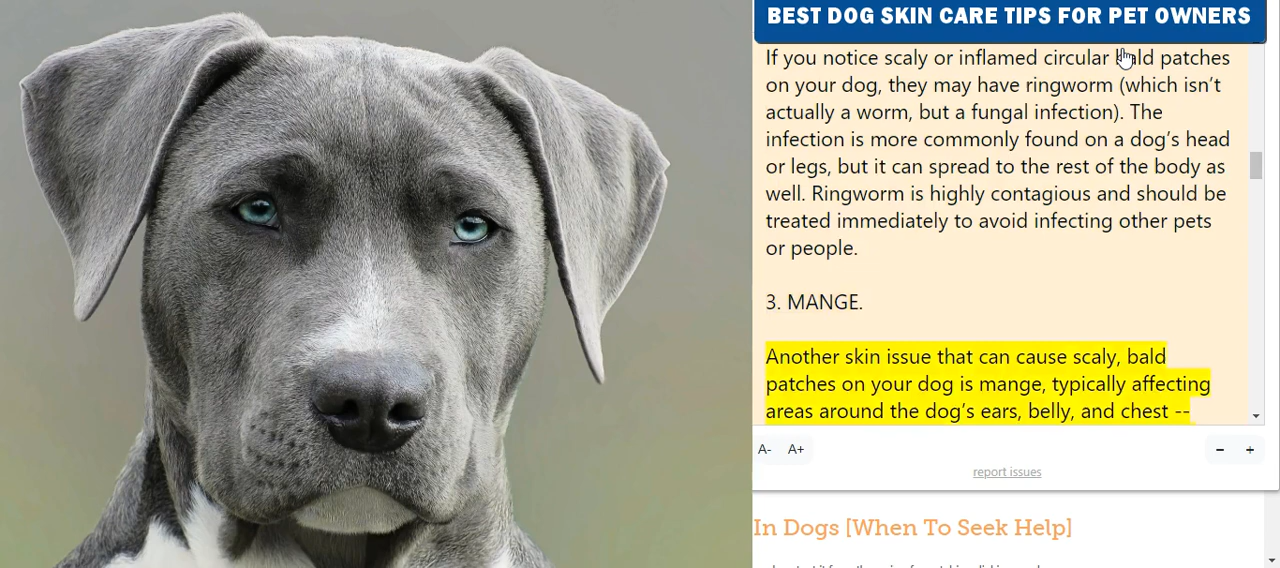 BEST DOG SKIN CARE TIPS FOR PET OWNERS
If you notice scaly or inflamed circular bald patches
on your dog, they may have ringworm (which isn’t
actually a worm, but a fungal infection). The
infection is more commonly found on a dog’s head
or legs, but it can spread to the rest of the body as
well. Ringworm is highly contagious and should be
treated immediately to avoid infecting other pets
or people.
3. MANGE.
Another skin issue that can cause scaly, bald
patches on your dog is mange, typically affecting
areas around the dog’s ears, belly, and chest --
A- A+ − +
report issues
In Dogs [When To Seek Help]